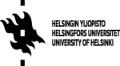 HELSINGIN YLIOPISTO
HELSINGFORS UNIVERSITET
UNIVERSITY OF HELSINKI